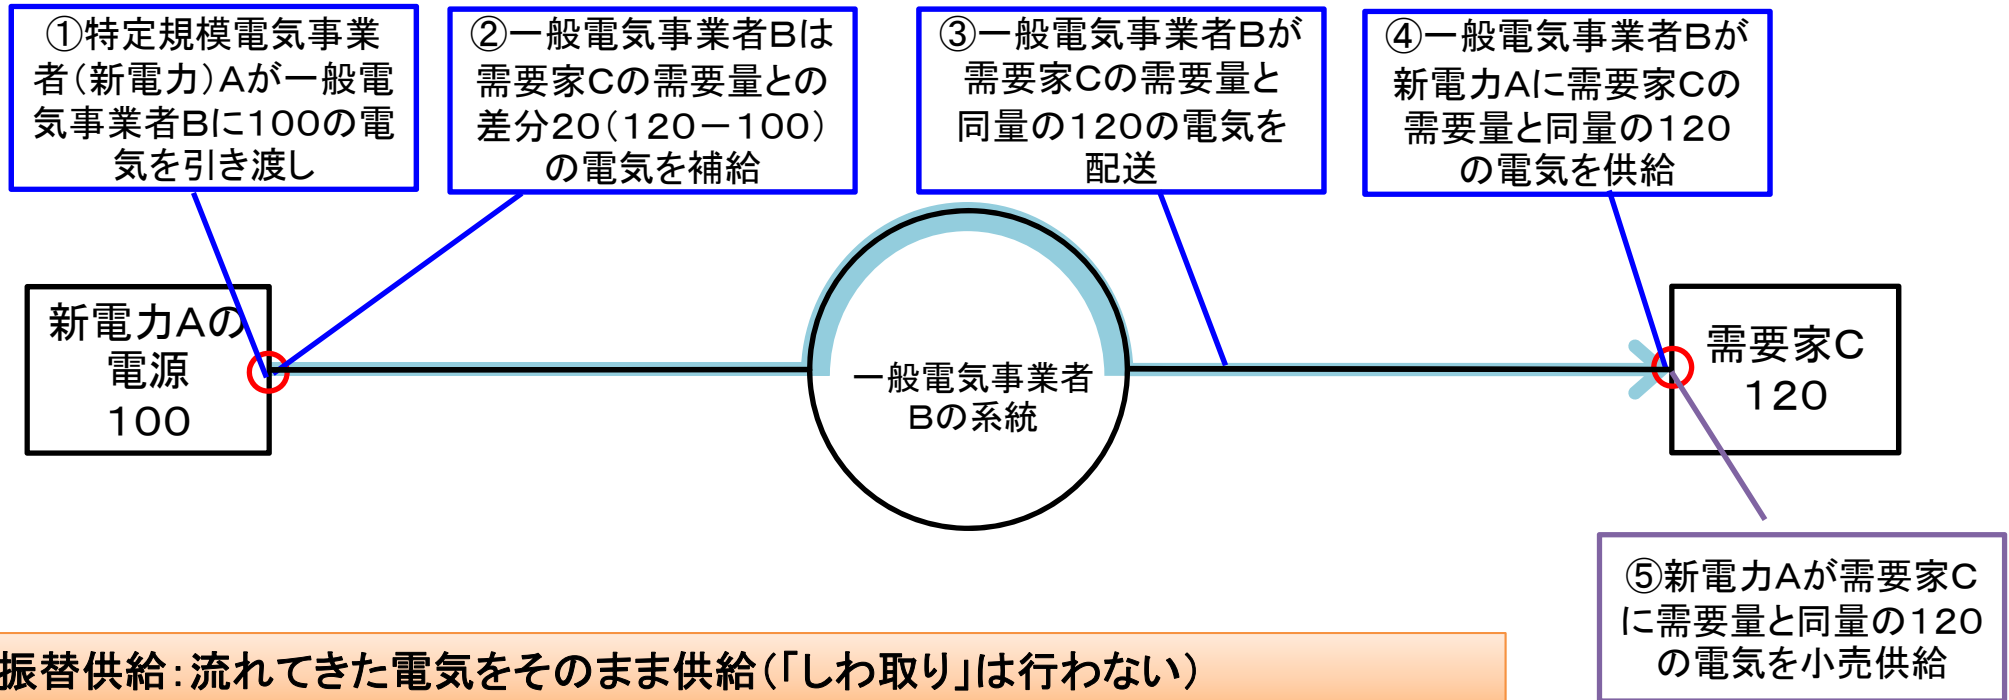 ①特定規模電気事業
者(新電力)Aが一般電
気事業者Bに100の電
気を引き渡し
②一般電気事業者Bは
需要家Cの需要量との
差分20(120-100)
の電気を補給
③一般電気事業者Bが
需要家Cの需要量と
同量の120の電気を
配送
④一般電気事業者Bが
新電力Aに需要家Cの
需要量と同量の120
の電気を供給
新電力Aの
電源
100
一般電気事業者
Bの系統
需要家C
120
⑤新電力Aが需要家C
に需要量と同量の120
の電気を小売供給
振替供給:流れてきた電気をそのまま供給(「しわ取り」は行わない)